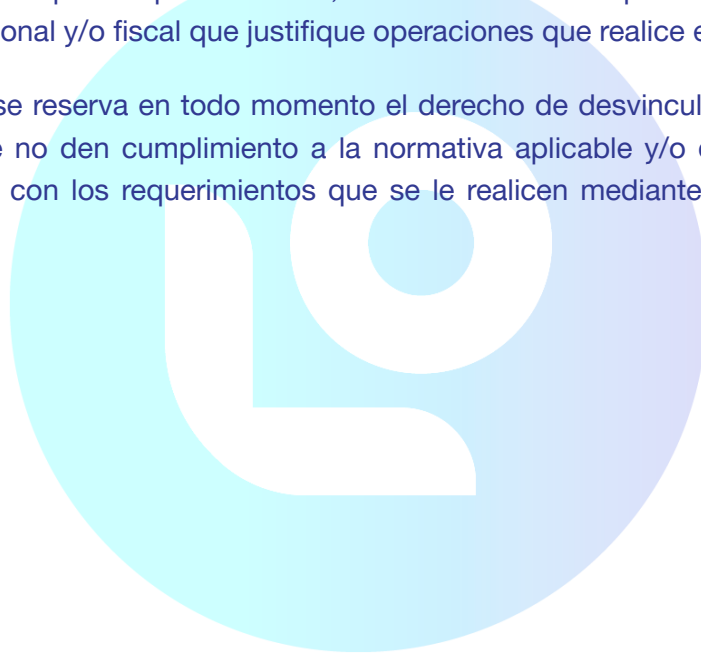 onal y/o fiscal que justifique operaciones que realice e
se reserva en todo momento el derecho de desvincul
no den cumplimiento a la normativa aplicable y/o
con los requerimientos que se le realicen mediante